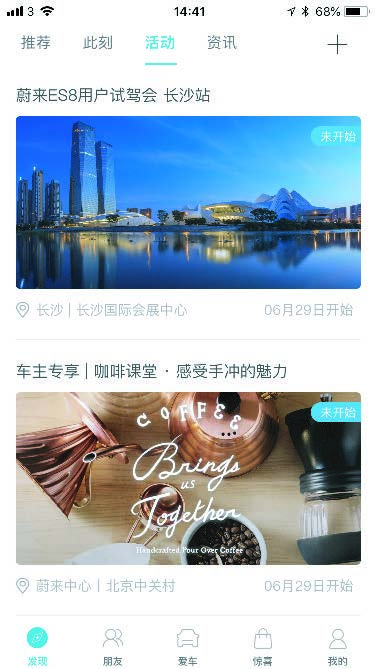 3 14:41 68%
推荐 此刻 活动 资讯
蔚来ES8用户试驾会 长沙站
未开始
长沙 | 长沙国际会展中心 06月29日开始
车主专享 | 咖啡课堂 · 感受手冲的魅力
未开始
COFFEE
Brings
us
Together
Handcrafted Pour Over Coffee
蔚来中心 | 北京中关村 06月29日开始
发现 朋友 爱车 惊喜 我的